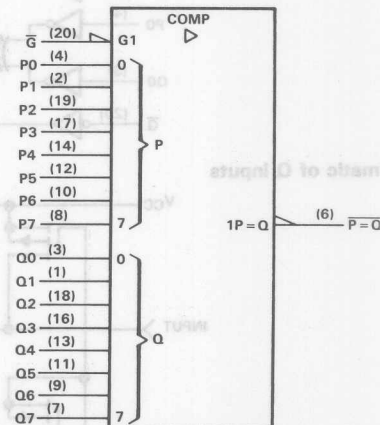 COMP
G̅ (20) G1
P0 (4) 0
P1 (2)
P2 (19)
P3 (17)
P4 (14)
P5 (12)
P6 (10)
P7 (8) 7
P
1P=Q (6) P̅=̅Q̅
Q0 (3) 0
Q1 (1)
Q2 (18)
Q3 (16)
Q4 (13)
Q5 (11)
Q6 (9)
Q7 (7) 7
Q